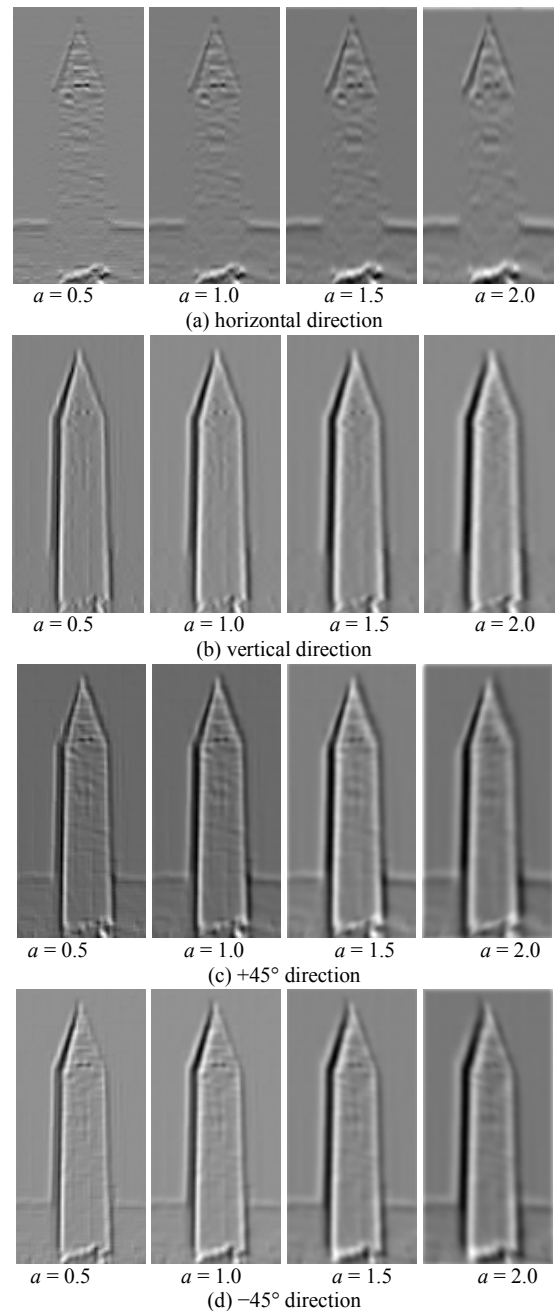 a = 0.5 a = 1.0 a = 1.5 a = 2.0
(a) horizontal direction
a = 0.5 a = 1.0 a = 1.5 a = 2.0
(b) vertical direction
a = 0.5 a = 1.0 a = 1.5 a = 2.0
(c) +45° direction
a = 0.5 a = 1.0 a = 1.5 a = 2.0
(d) −45° direction